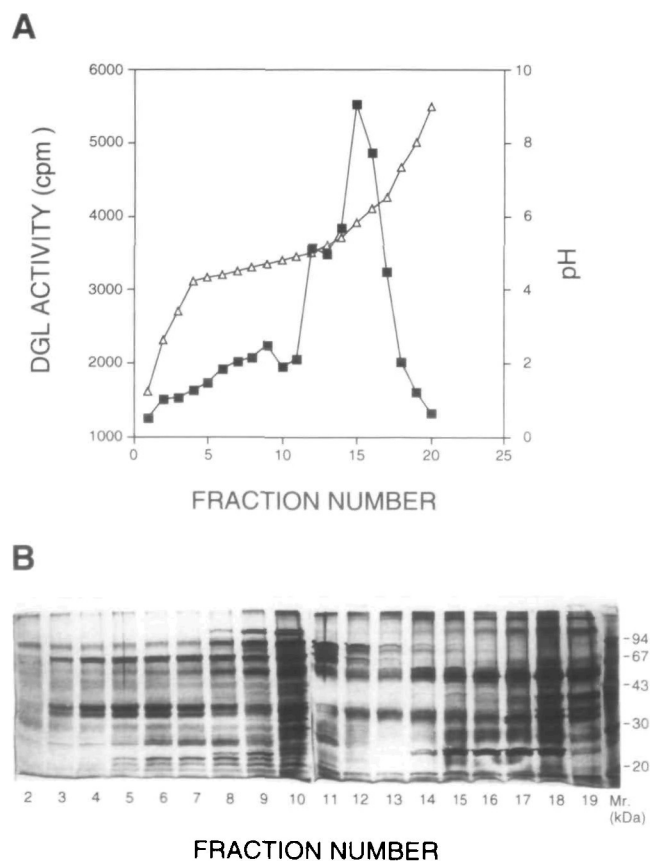 A
DGL ACTIVITY (cpm )
6000
5000
4000
3000
2000
1000
10
8
6
4
2
0
pH
0 5 10 15 20 25
FRACTION NUMBER
B
94
67
43
30
20
2 3 4 5 6 7 8 9 10 11 12 13 14 15 16 17 18 19 Mr.
(kDa)
FRACTION NUMBER